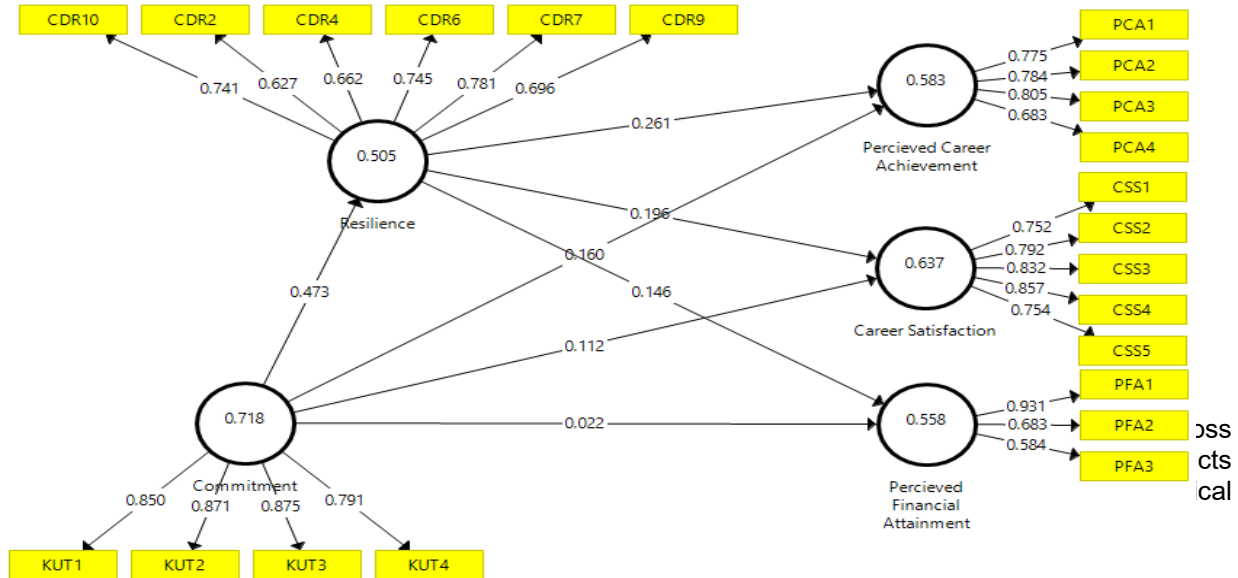 CDR10 CDR2 CDR4 CDR6 CDR7 CDR9
0.741 0.627 0.662 0.745 0.781 0.696
0.505
Resilience
0.473
0.718
Commitment
0.850 0.871 0.875 0.791
KUT1 KUT2 KUT3 KUT4
0.261
0.196
0.160
0.146
0.112
0.022
0.583
Percieved Career
Achievement
0.775
0.784
0.805
0.683
PCA1
PCA2
PCA3
PCA4
0.637
Career Satisfaction
0.752
0.792
0.832
0.857
0.754
CSS1
CSS2
CSS3
CSS4
CSS5
0.558
Percieved
Financial
Attainment
0.931
0.683
0.584
PFA1
PFA2
PFA3
oss
cts
ical